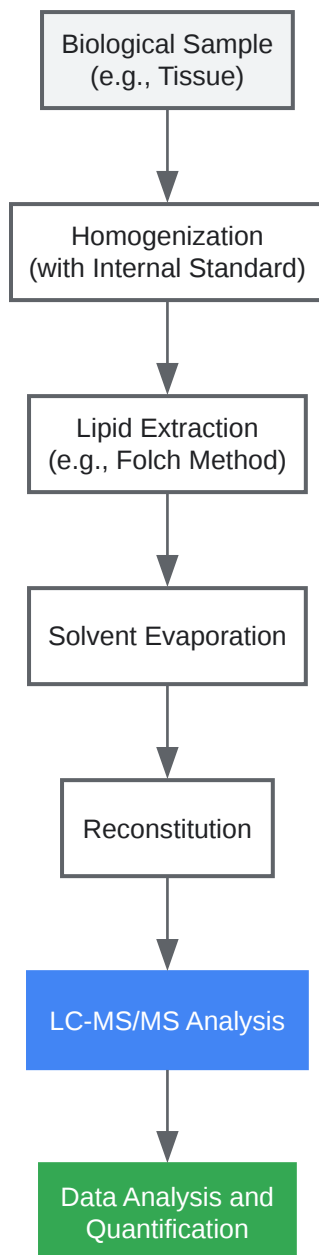 Biological Sample
(e.g., Tissue)
Homogenization
(with Internal Standard)
Lipid Extraction
(e.g., Folch Method)
Solvent Evaporation
Reconstitution
LC-MS/MS Analysis
Data Analysis and
Quantification